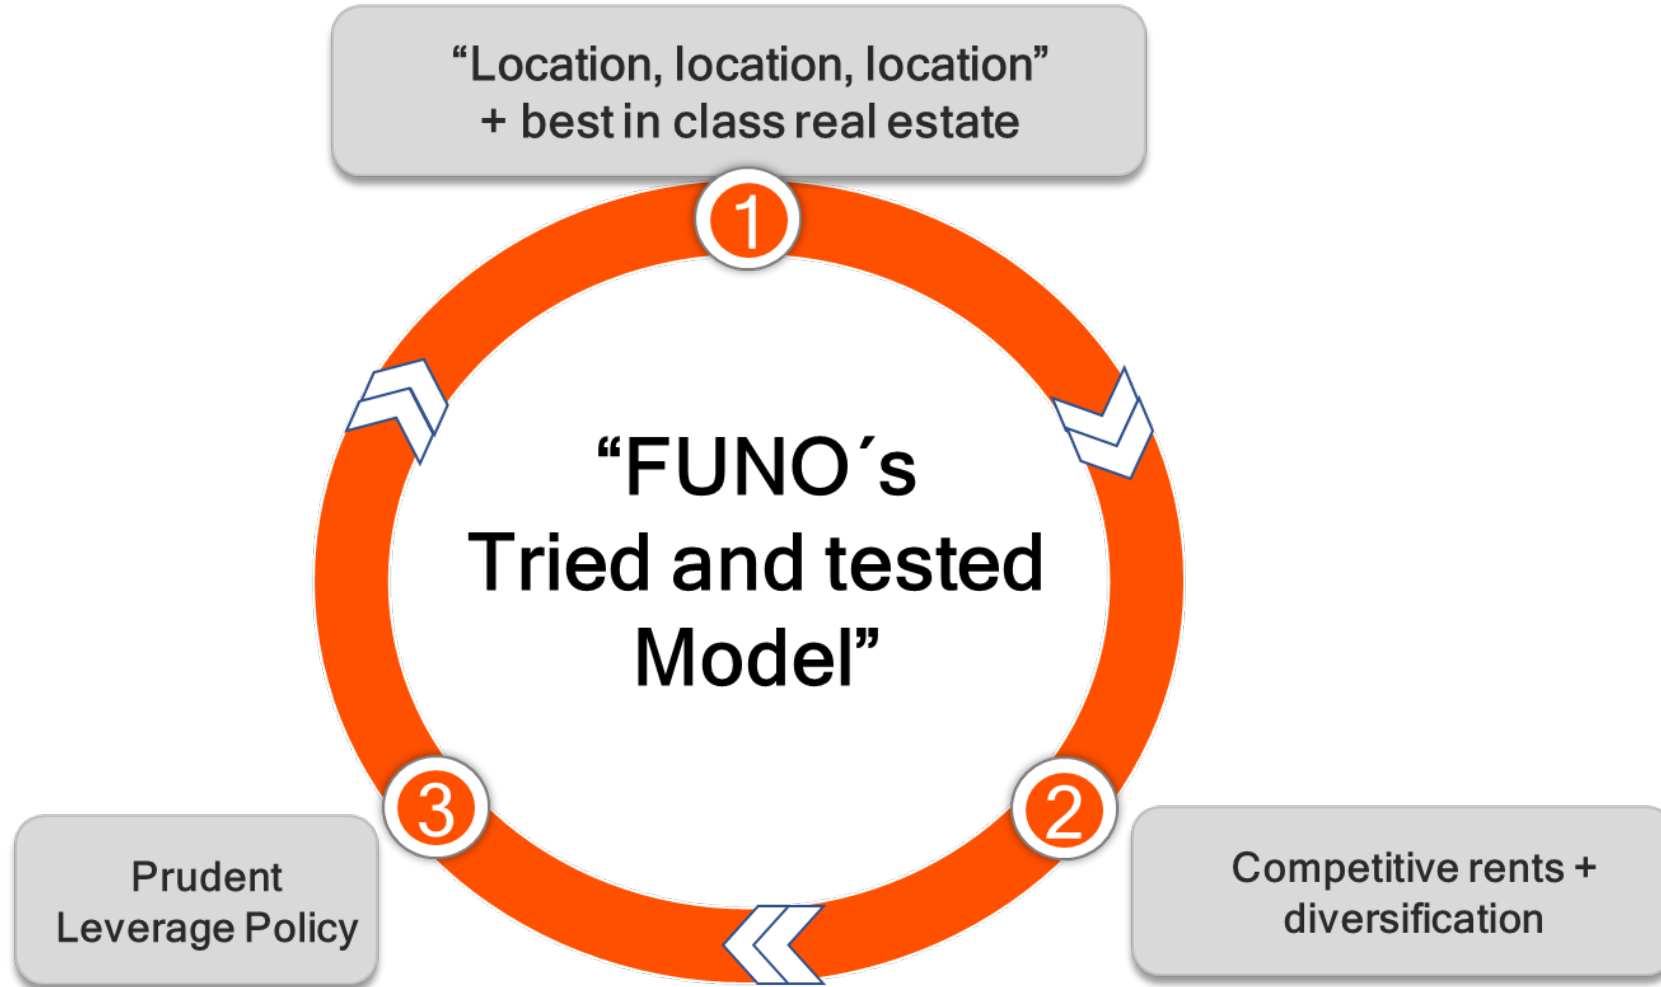 “Location, location, location”
+ best in class real estate
1
“FUNO´s
Tried and tested
Model”
3
2
Prudent
Leverage Policy
Competitive rents +
diversification